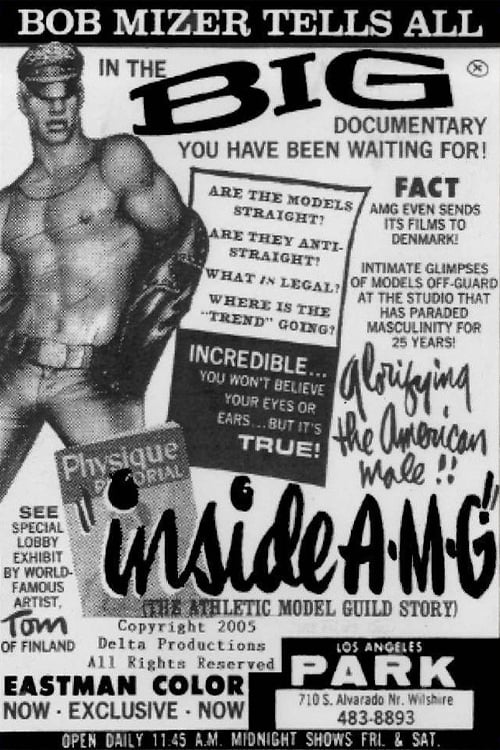 BOB MIZER TELLS ALL
IN THE
BIG
DOCUMENTARY
YOU HAVE BEEN WAITING FOR!
ARE THE MODELS
STRAIGHT?
ARE THEY ANTI-
STRAIGHT?
WHAT IS LEGAL?
WHERE IS THE
"TREND" GOING?
INCREDIBLE...
YOU WON'T BELIEVE
YOUR EYES OR
EARS...BUT IT'S
TRUE!
FACT
AMG EVEN SENDS
ITS FILMS TO
DENMARK!
INTIMATE GLIMPSES
OF MODELS OFF-GUARD
AT THE STUDIO THAT
HAS PARADED
MASCULINITY FOR
25 YEARS!
Glorifying
the American
male!!
Physique
PICTORIAL
"inside A·M·G"
(THE ATHLETIC MODEL GUILD STORY)
SEE
SPECIAL
LOBBY
EXHIBIT
BY WORLD-
FAMOUS
ARTIST,
Tom
OF FINLAND
Copyright 2005
Delta Productions
All Rights Reserved
EASTMAN COLOR
NOW · EXCLUSIVE · NOW
LOS ANGELES
PARK
710 S. Alvarado Nr. Wilshire
483-8893
OPEN DAILY 11.45 A.M. MIDNIGHT SHOWS FRI. & SAT.